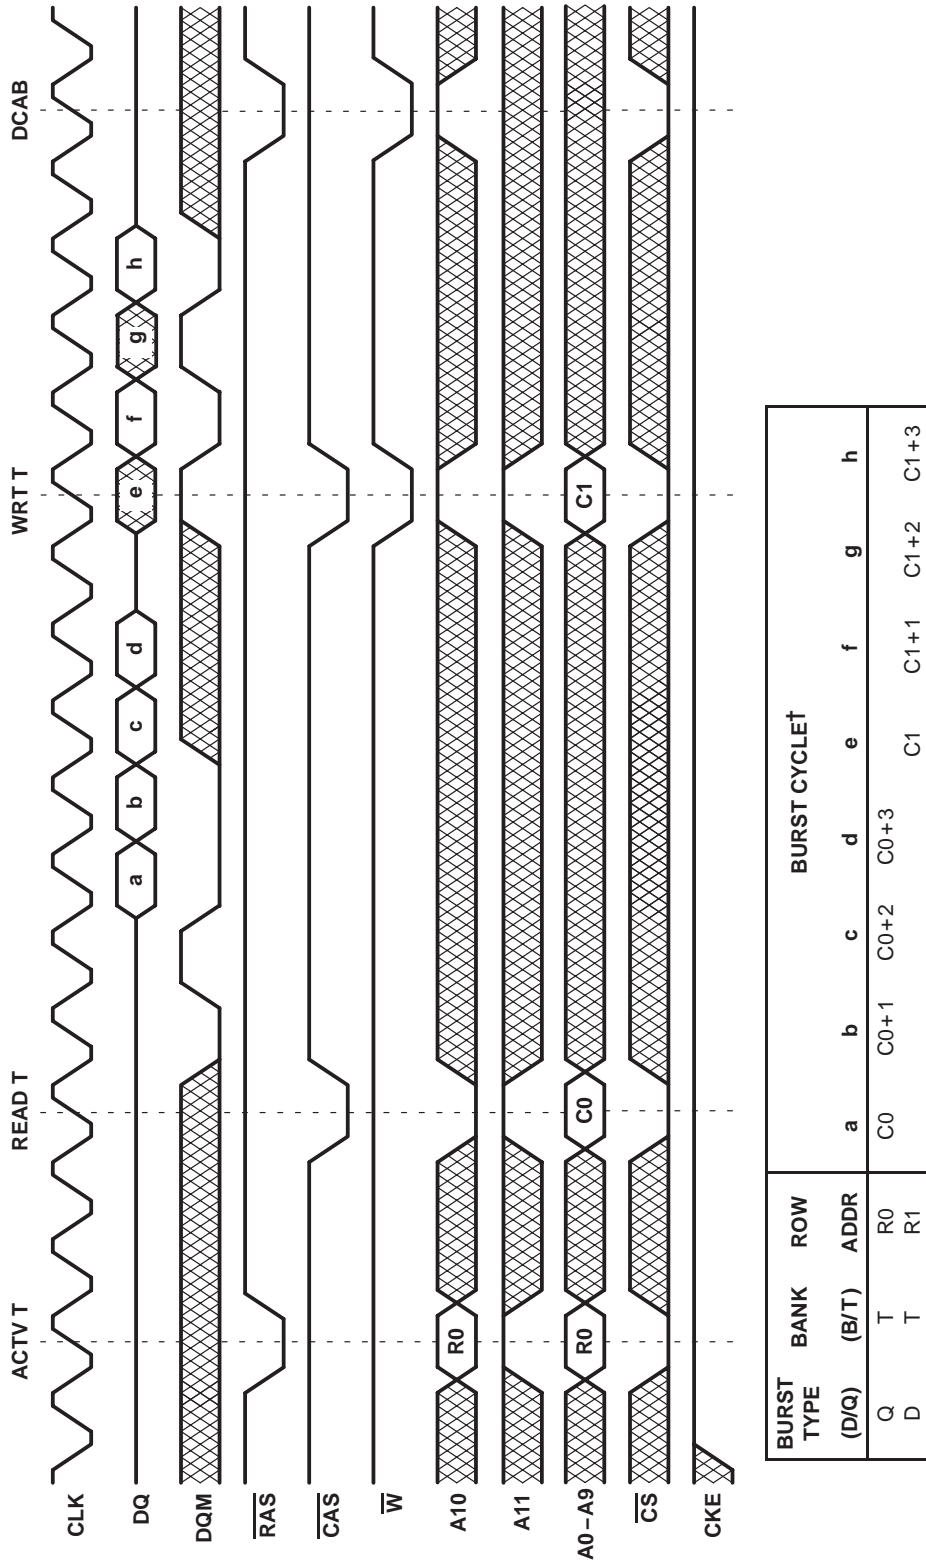 ACTV T READ T WRT T DCAB
CLK
DQ a b c d e f g h
DQM
RAS
CAS
W
A10 R0
A11
A0–A9 R0 C0 C1
CS
CKE
BURST TYPE (D/Q) BANK (B/T) ROW ADDR BURST CYCLE†
a b c d e f g h
Q T R0 C0 C0+1 C0+2 C0+3
D T R1 C1 C1+1 C1+2 C1+3